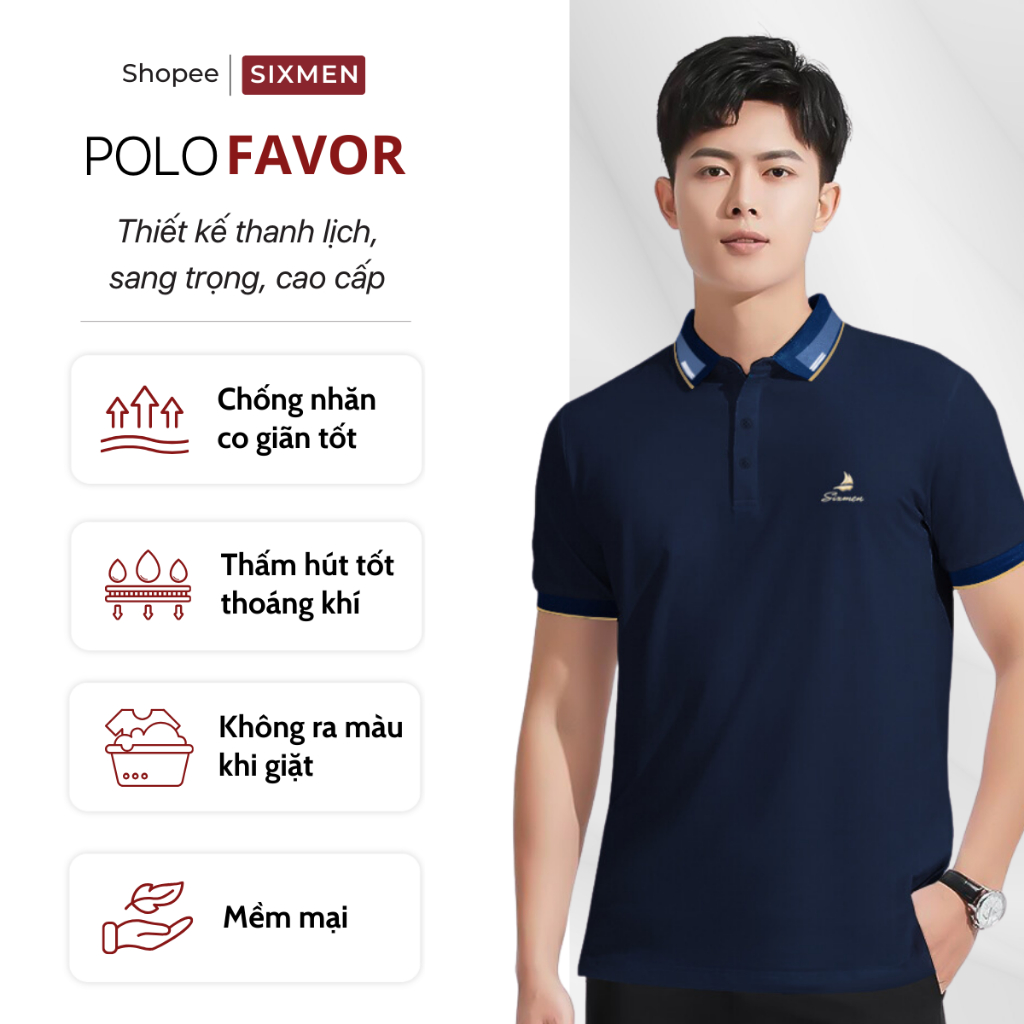 Shopee | SIXMEN
POLO FAVOR
Thiết kế thanh lịch,
sang trọng, cao cấp
Chống nhăn
co giãn tốt
Thấm hút tốt
thoáng khí
Không ra màu
khi giặt
Mềm mại
Sixmen